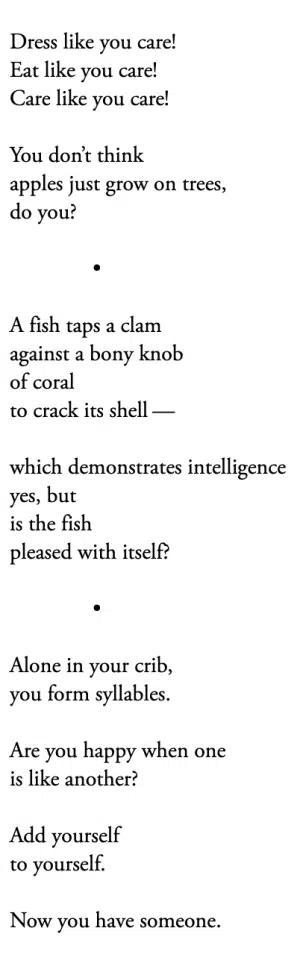 Dress like you care!
Eat like you care!
Care like you care!

You don’t think
apples just grow on trees,
do you?

•

A fish taps a clam
against a bony knob
of coral
to crack its shell —

which demonstrates intelligence
yes, but
is the fish
pleased with itself?

•

Alone in your crib,
you form syllables.

Are you happy when one
is like another?

Add yourself
to yourself.

Now you have someone.